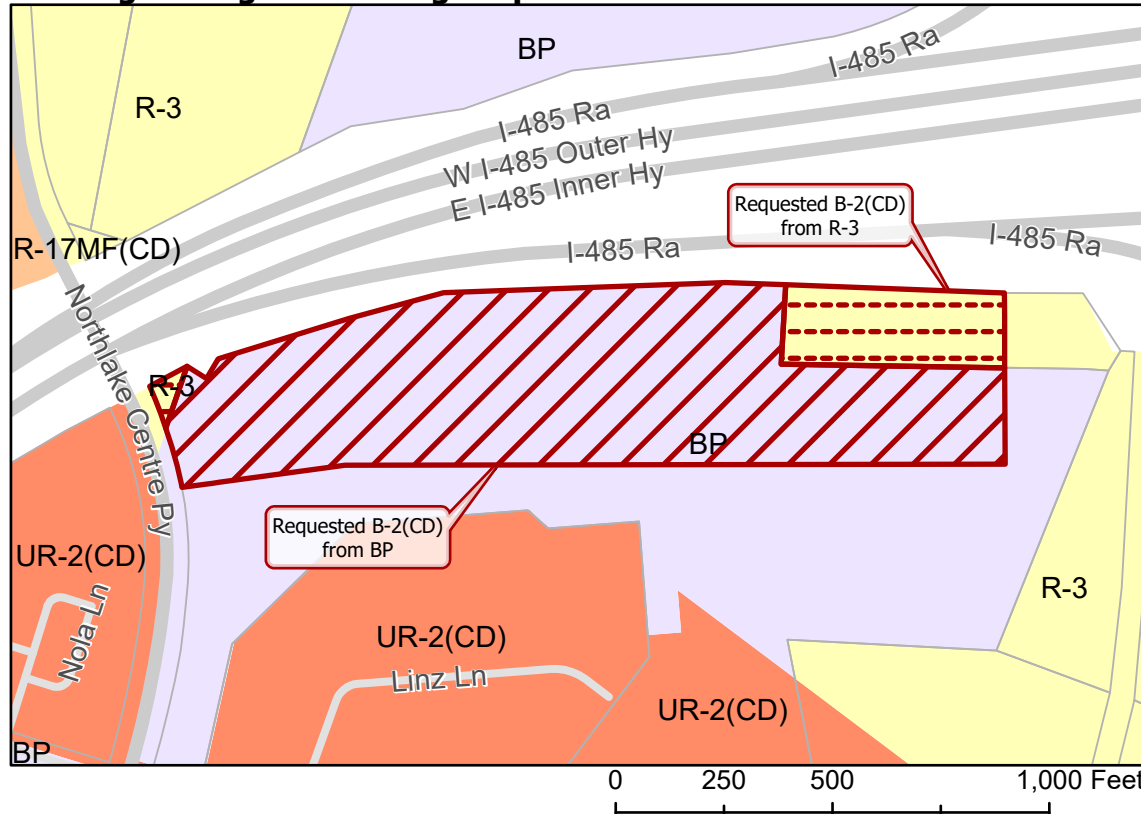 BP
I-485 Ra
R-3
I-485 Ra
W I-485 Outer Hy
E I-485 Inner Hy
Requested B-2(CD)
from R-3
R-17MF(CD)
I-485 Ra
I-485 Ra
Northlake Centre Py
R-3
BP
Requested B-2(CD)
from BP
UR-2(CD)
Nola Ln
R-3
UR-2(CD)
Linz Ln
UR-2(CD)
BP
0 250 500 1,000 Feet